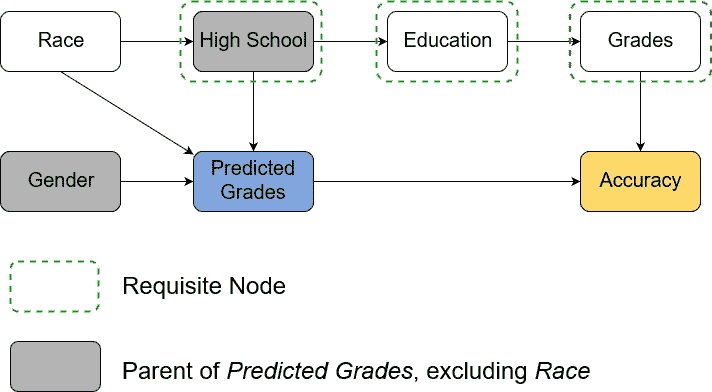 Race
High School
Education
Grades
Gender
Predicted
Grades
Accuracy
Requisite Node
Parent of Predicted Grades, excluding Race